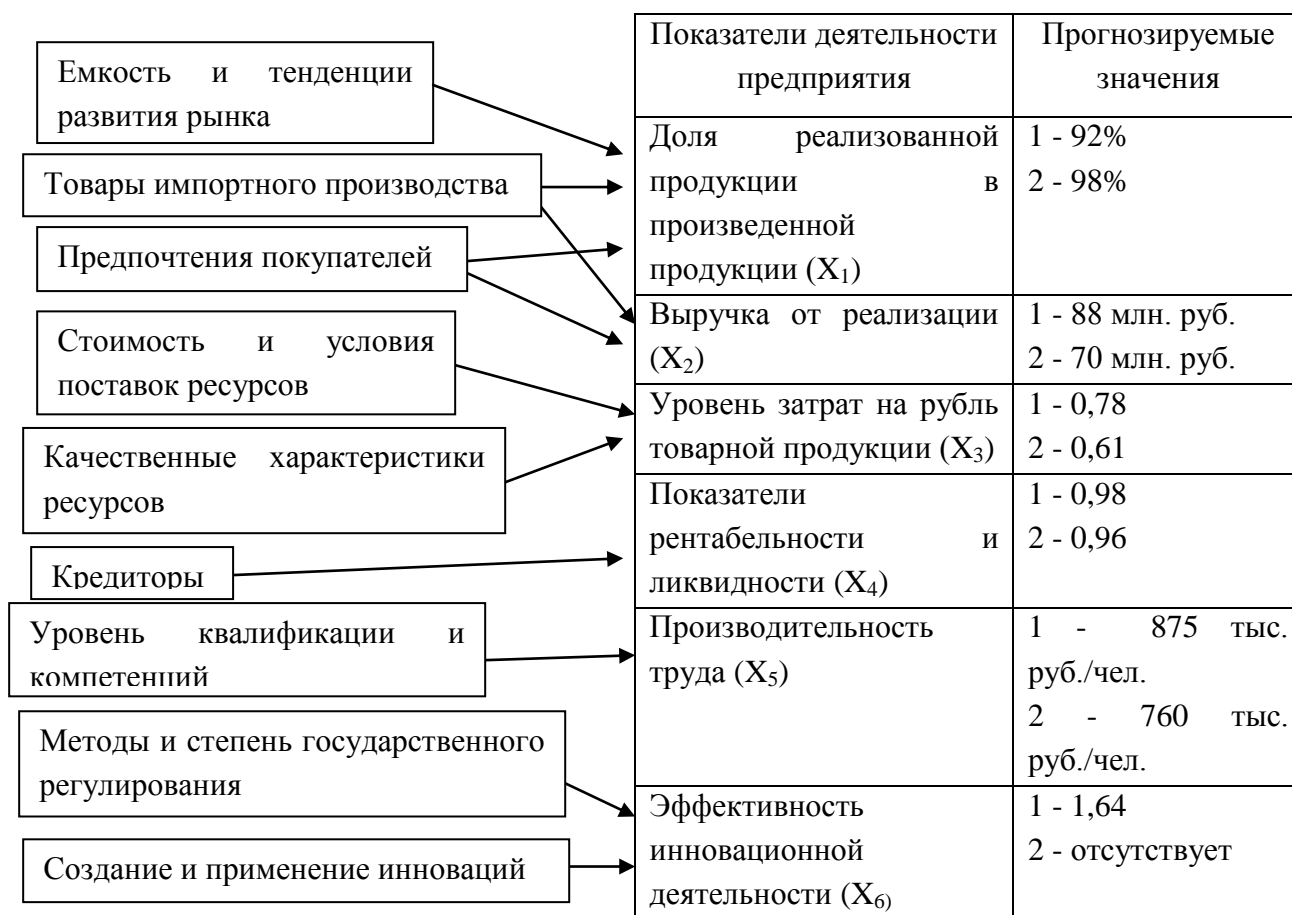 Емкость и тенденции
развития рынка
Товары импортного производства
Предпочтения покупателей
Стоимость и условия
поставок ресурсов
Качественные характеристики
ресурсов
Кредиторы
Уровень квалификации и
компетенций
Методы и степень государственного
регулирования
Создание и применение инноваций
Показатели деятельности
предприятия
Прогнозируемые
значения
Доля реализованной
продукции в
произведенной
продукции (X₁)
1 - 92%
2 - 98%
Выручка от реализации
(X₂)
1 - 88 млн. руб.
2 - 70 млн. руб.
Уровень затрат на рубль
товарной продукции (X₃)
1 - 0,78
2 - 0,61
Показатели
рентабельности и
ликвидности (X₄)
1 - 0,98
2 - 0,96
Производительность
труда (X₅)
1 - 875 тыс.
руб./чел.
2 - 760 тыс.
руб./чел.
Эффективность
инновационной
деятельности (X₆)
1 - 1,64
2 - отсутствует